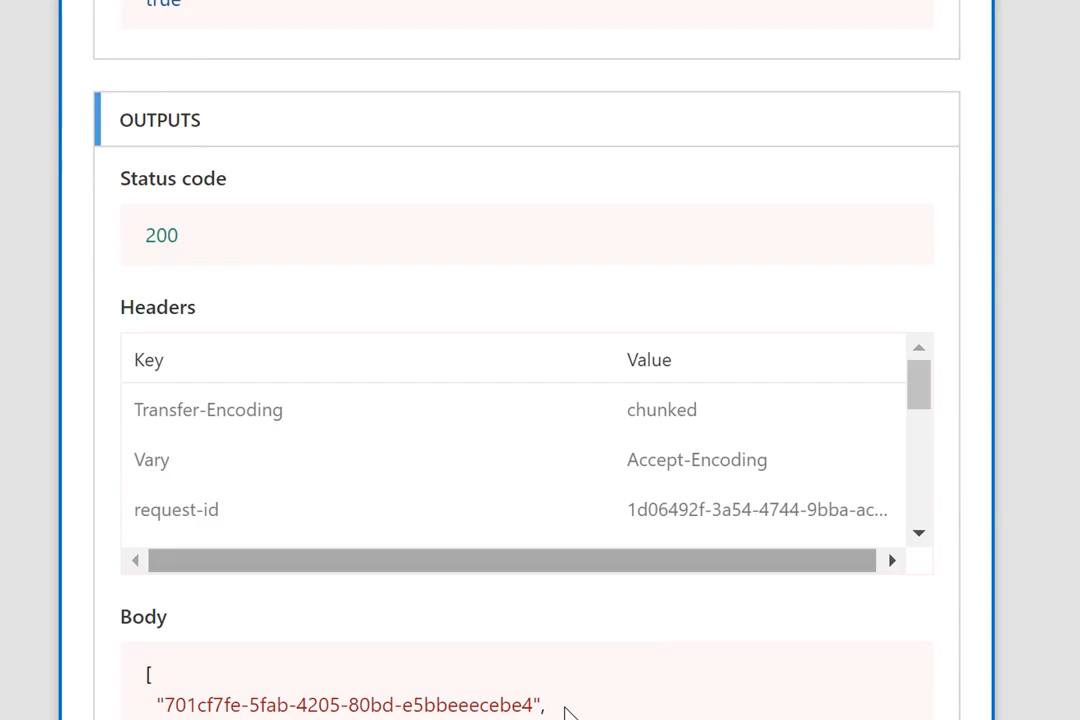 true
OUTPUTS
Status code
200
Headers
Key Value
Transfer-Encoding chunked
Vary Accept-Encoding
request-id 1d06492f-3a54-4744-9bba-ac...
Body
[
"701cf7fe-5fab-4205-80bd-e5bbeeecebe4",